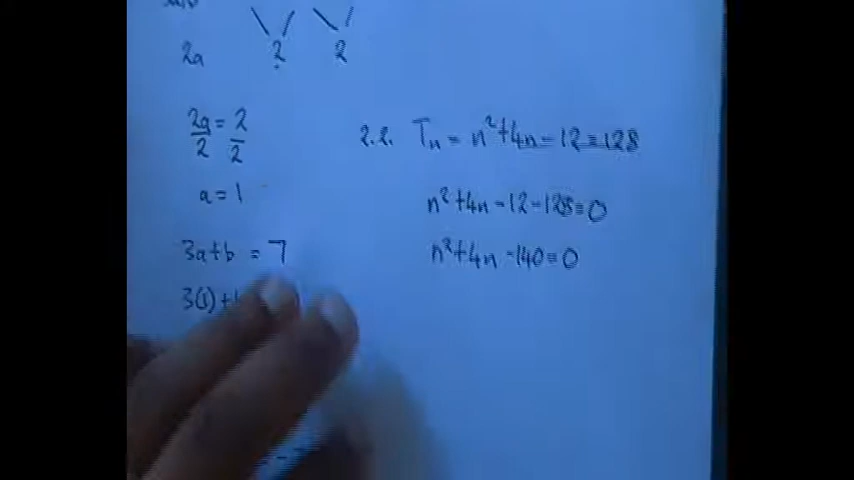 2a
2 2
2a/2 = 2/2
a = 1
3a+b = 7
3(1)+
2.2. Tn = n²+4n-12=128
n²+4n-12-128=0
n²+4n-140=0